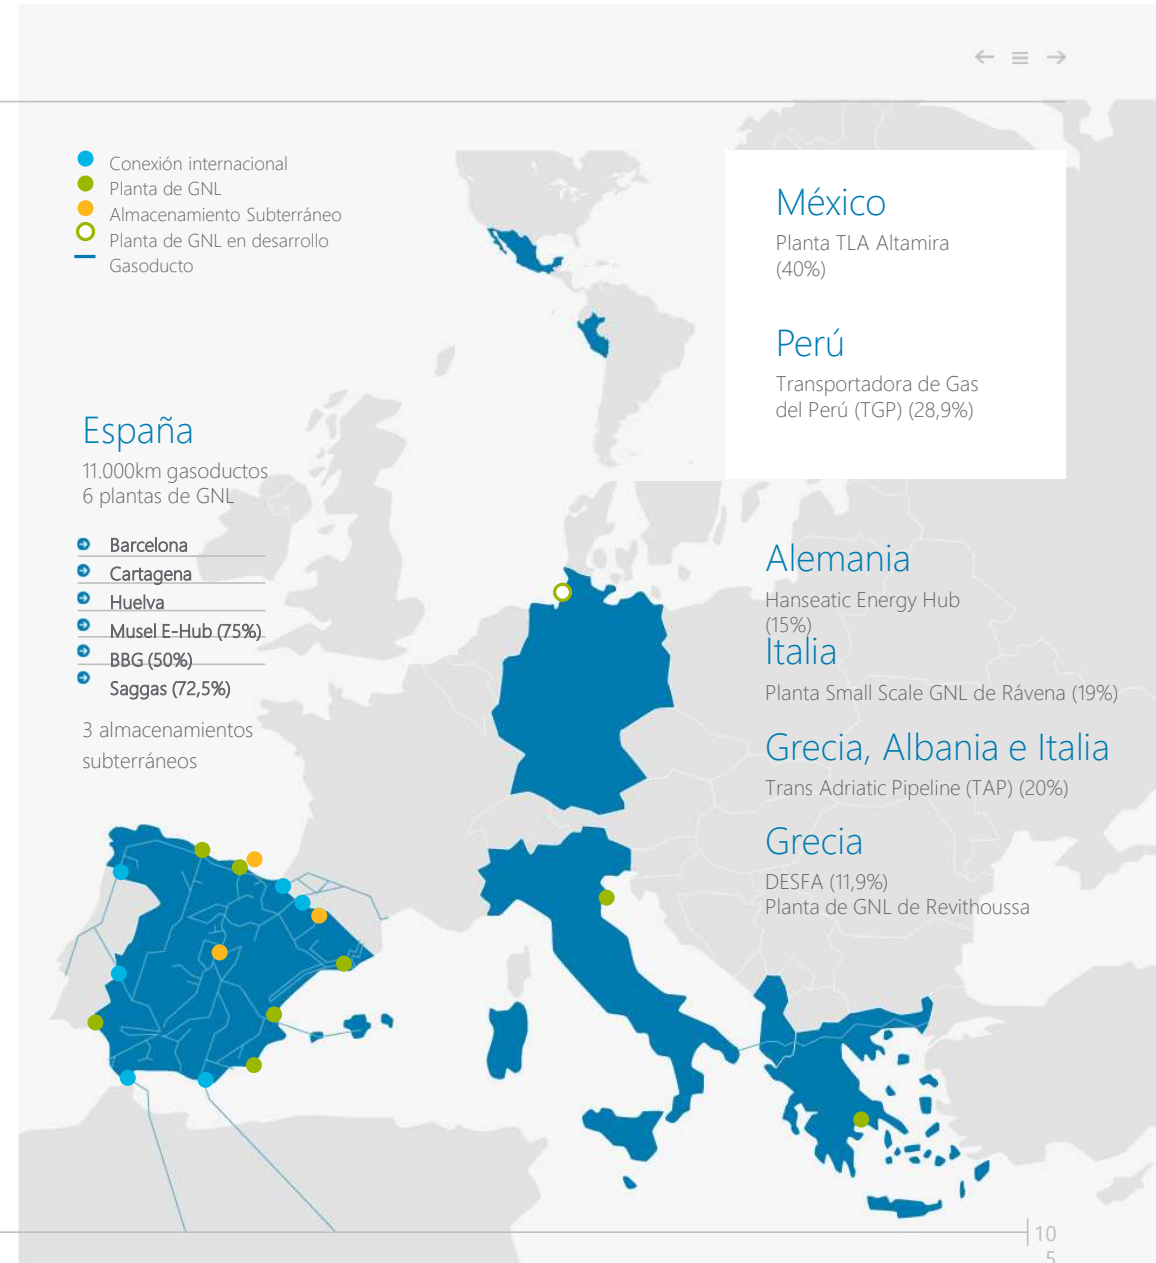 Conexión internacional
Planta de GNL
Almacenamiento Subterráneo
Planta de GNL en desarrollo
Gasoducto
México
Planta TLA Altamira
(40%)
Perú
Transportadora de Gas
del Perú (TGP) (28,9%)
España
11.000km gasoductos
6 plantas de GNL
Barcelona
Cartagena
Huelva
Musel E-Hub (75%)
BBG (50%)
Saggas (72,5%)
3 almacenamientos
subterráneos
Alemania
Hanseatic Energy Hub
(15%)
Italia
Planta Small Scale GNL de Rávena (19%)
Grecia, Albania e Italia
Trans Adriatic Pipeline (TAP) (20%)
Grecia
DESFA (11,9%)
Planta de GNL de Revithoussa
10
5